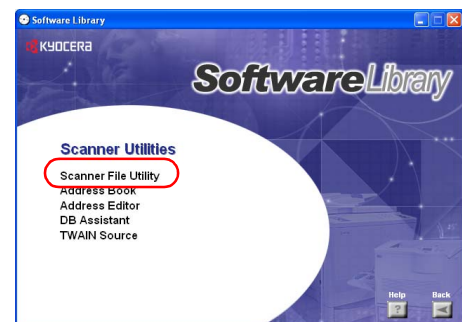 Software Library
KYOCERA
SoftwareLibrary
Scanner Utilities
Scanner File Utility
Address Book
Address Editor
DB Assistant
TWAIN Source
Help Back
?